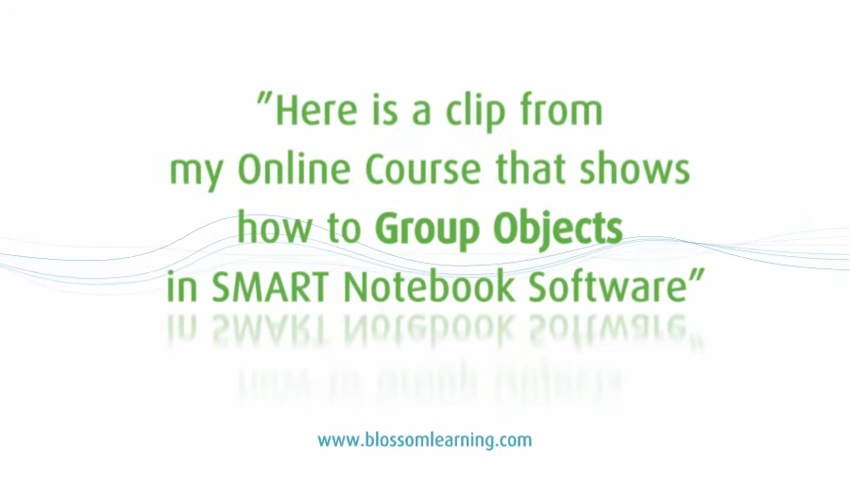 "Here is a clip from
my Online Course that shows
how to Group Objects
in SMART Notebook Software"
www.blossomlearning.com